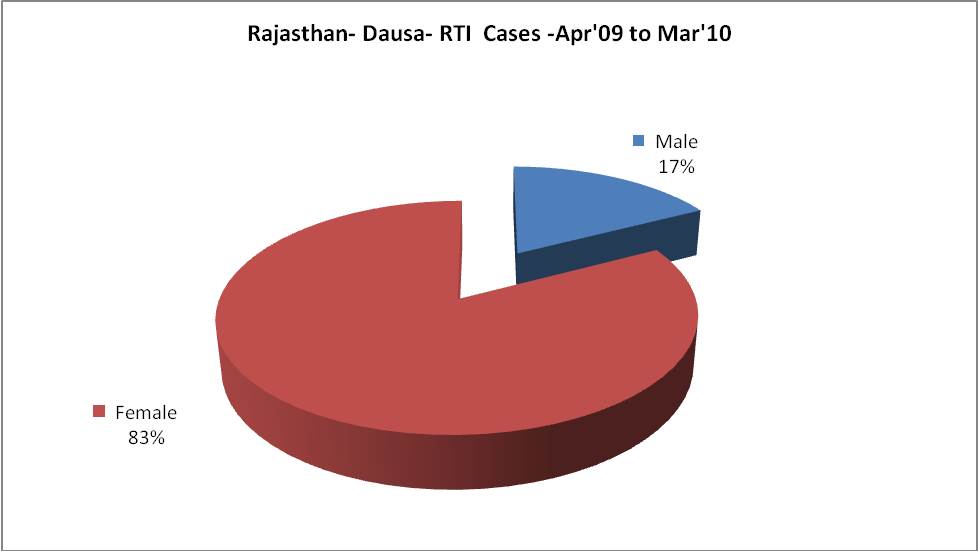 Rajasthan- Dausa- RTI  Cases -Apr'09 to Mar'10
Male
17%
Female
83%